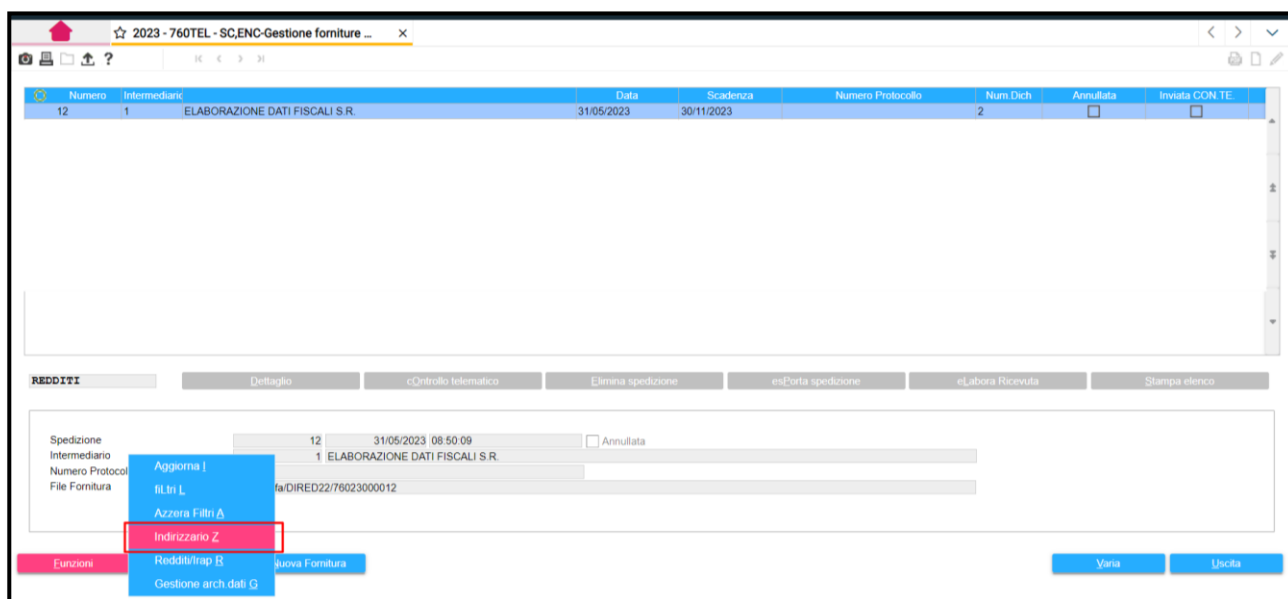 2023 - 760TEL - SC,ENC-Gestione forniture ...
?
Numero Intermediario Data Scadenza Numero Protocollo Num.Dich Annullata Inviata CON.TE.
12 1 ELABORAZIONE DATI FISCALI S.R. 31/05/2023 30/11/2023 2
REDDITI Dettaglio cOntrollo telematico Elimina spedizione esPorta spedizione eLabora Ricevuta Stampa elenco
Spedizione 12 31/05/2023 08:50:09 Annullata
Intermediario 1 ELABORAZIONE DATI FISCALI S.R.
Numero Protocol
File Fornitura fa/DIRED22/76023000012
Aggiorna I
fiLtri L
Azzera Filtri A
Indirizzario Z
Redditi/Irap R
Gestione arch.dati G
Funzioni Nuova Fornitura Varia Uscita